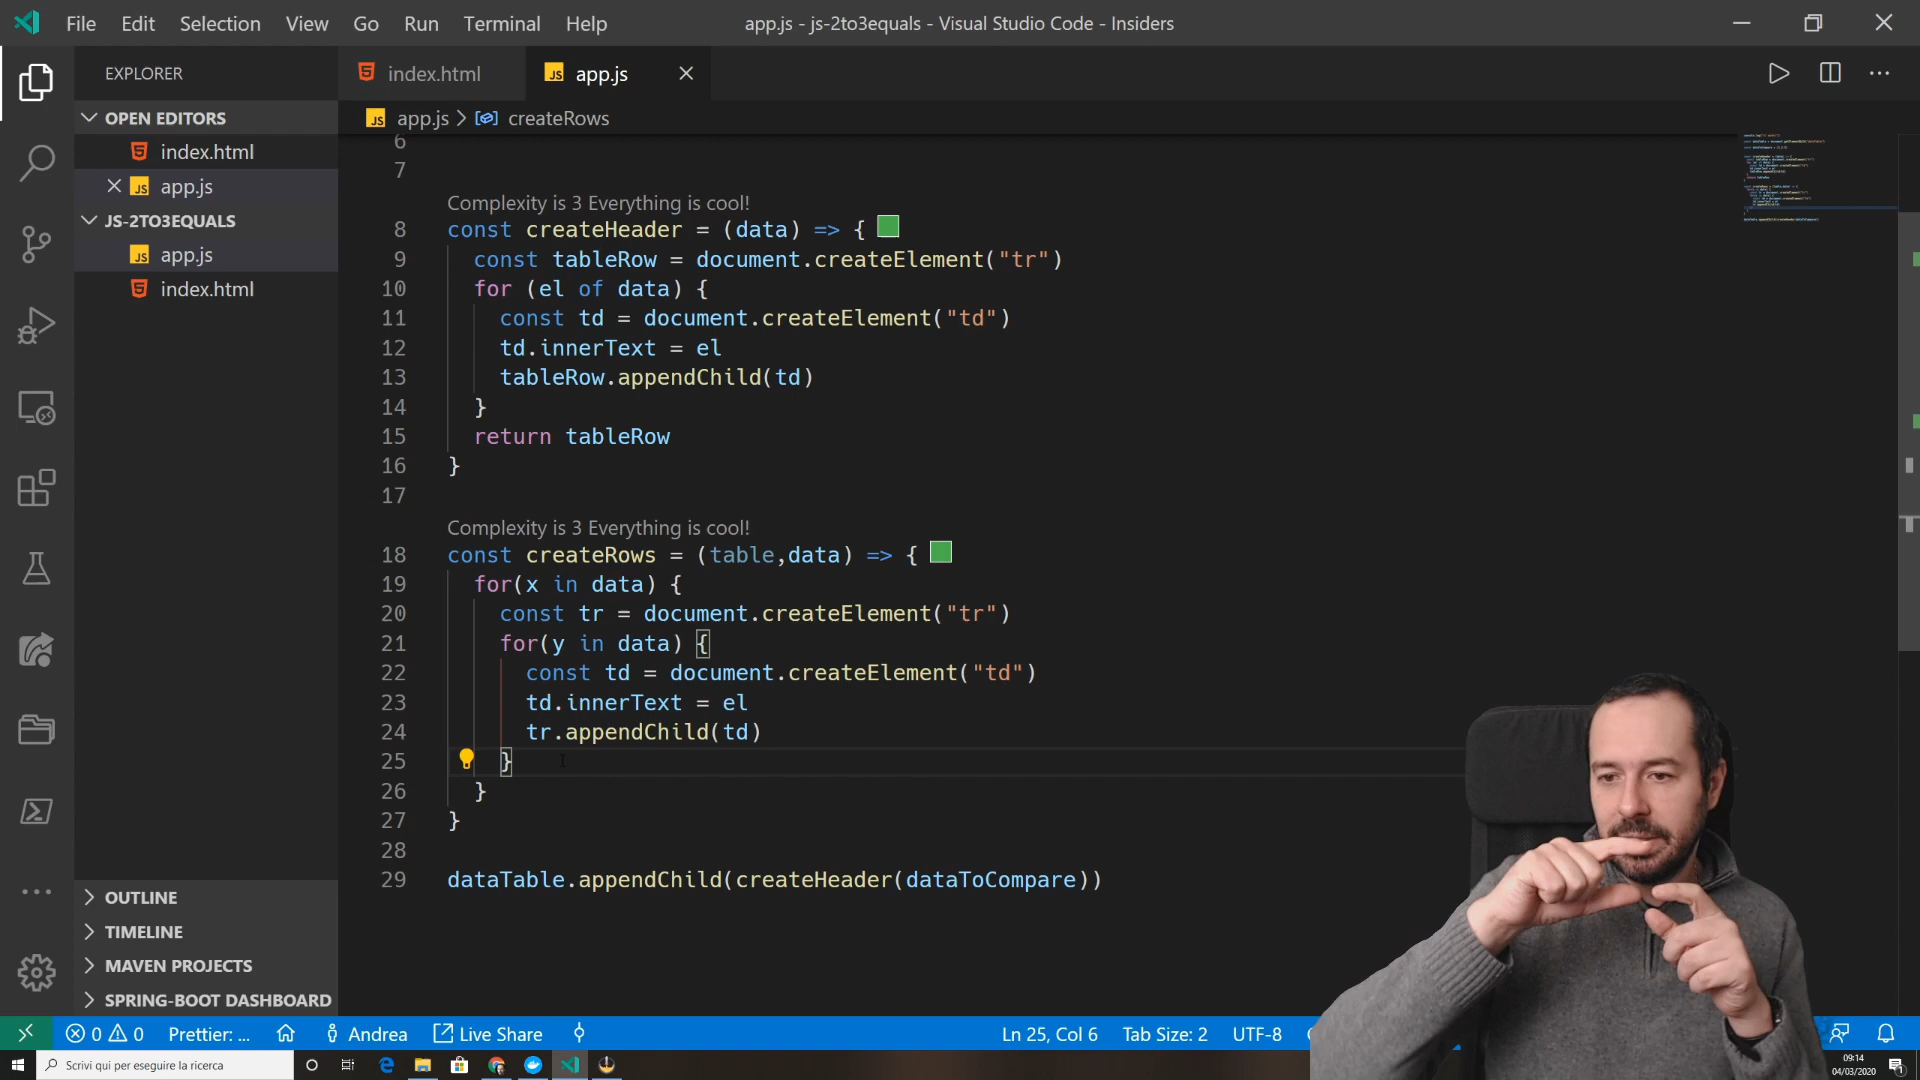 File Edit Selection View Go Run Terminal Help
app.js - js-2to3equals - Visual Studio Code - Insiders
EXPLORER
OPEN EDITORS
index.html
app.js
JS-2TO3EQUALS
app.js
index.html
OUTLINE
TIMELINE
MAVEN PROJECTS
SPRING-BOOT DASHBOARD
index.html
app.js
app.js > createRows
6
7
Complexity is 3 Everything is cool!
8 const createHeader = (data) => {
9 const tableRow = document.createElement("tr")
10 for (el of data) {
11 const td = document.createElement("td")
12 td.innerText = el
13 tableRow.appendChild(td)
14 }
15 return tableRow
16 }
17
Complexity is 3 Everything is cool!
18 const createRows = (table,data) => {
19 for(x in data) {
20 const tr = document.createElement("tr")
21 for(y in data) {
22 const td = document.createElement("td")
23 td.innerText = el
24 tr.appendChild(td)
25 }
26 }
27 }
28
29 dataTable.appendChild(createHeader(dataToCompare))
0 0 Prettier: ... Andrea Live Share Ln 25, Col 6 Tab Size: 2 UTF-8
Scrivi qui per eseguire la ricerca
09:14
04/03/2020